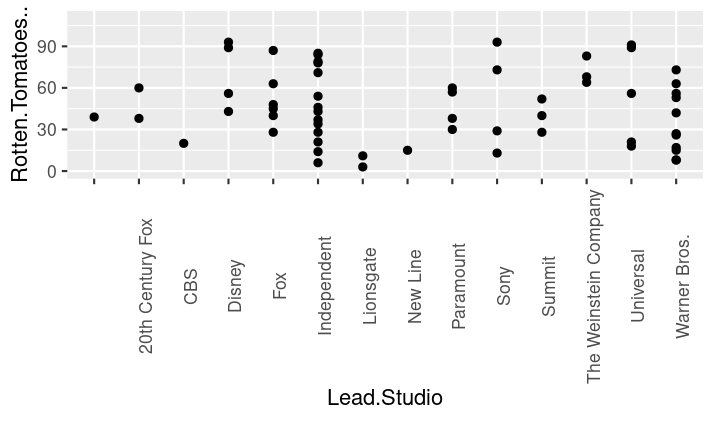 Rotten.Tomatoes..
90
60
30
0
20th Century Fox
CBS
Disney
Fox
Independent
Lionsgate
New Line
Paramount
Sony
Summit
The Weinstein Company
Universal
Warner Bros.
Lead.Studio